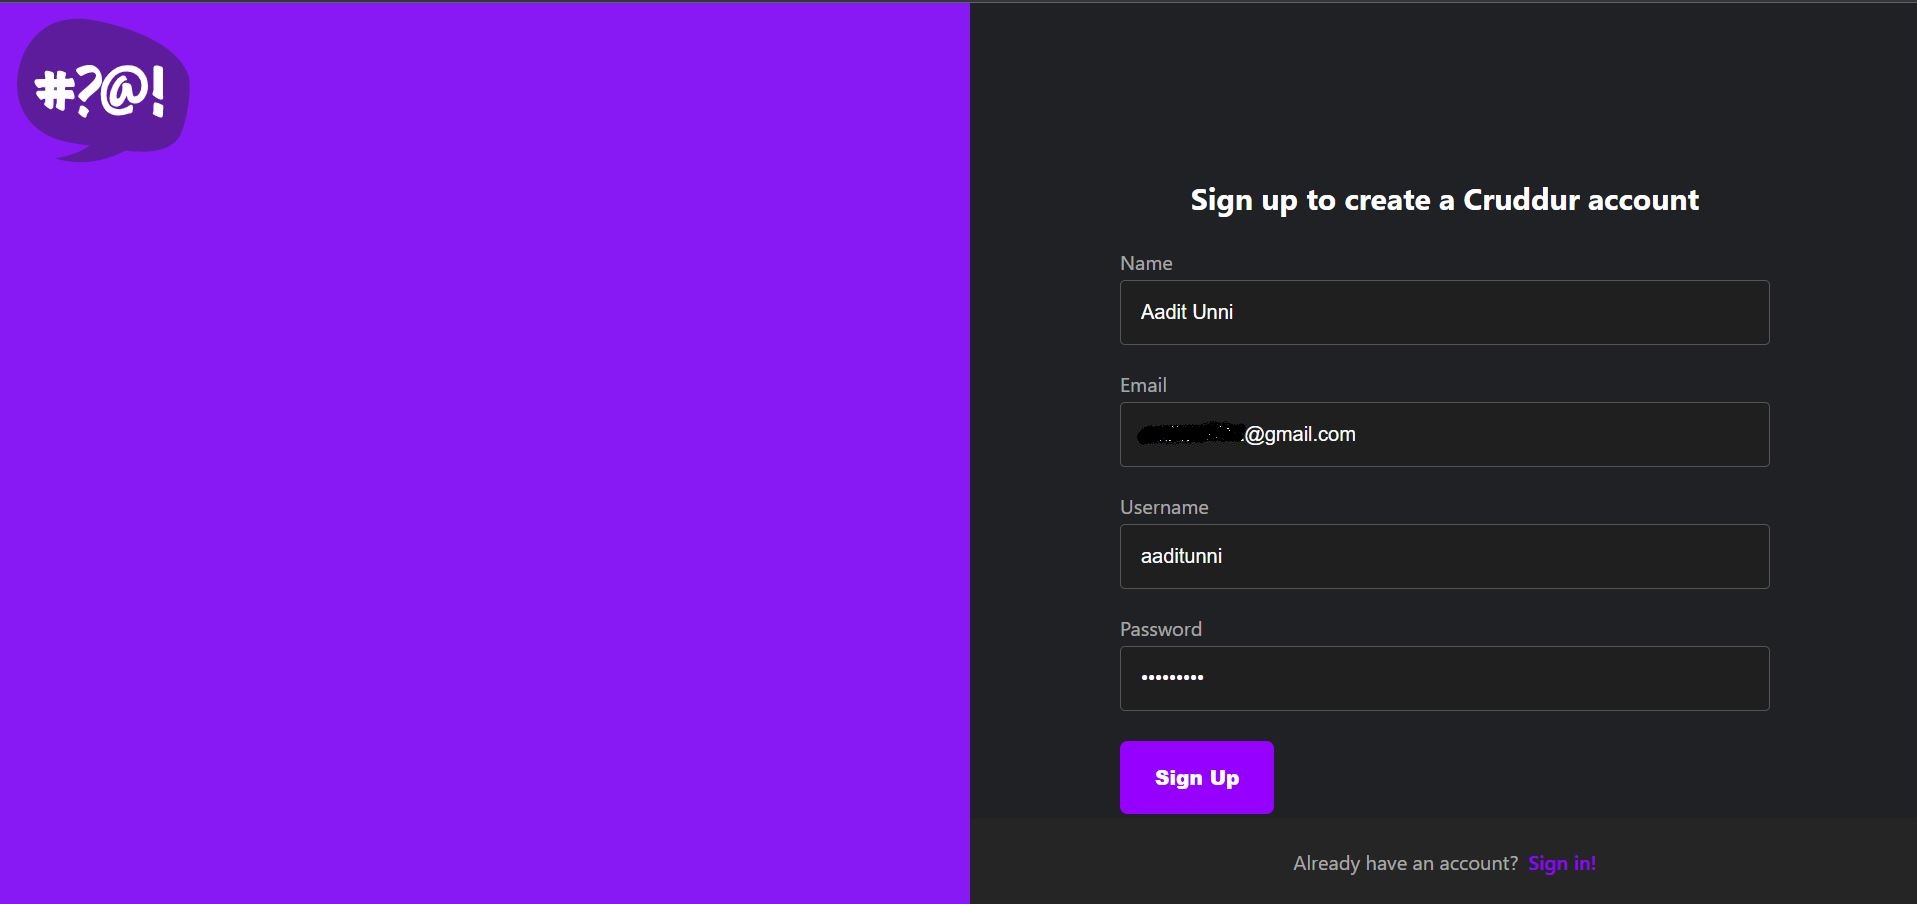 #?@!
Sign up to create a Cruddur account
Name
Aadit Unni
Email
@gmail.com
Username
aaditunni
Password
•••••••••
Sign Up
Already have an account? Sign in!